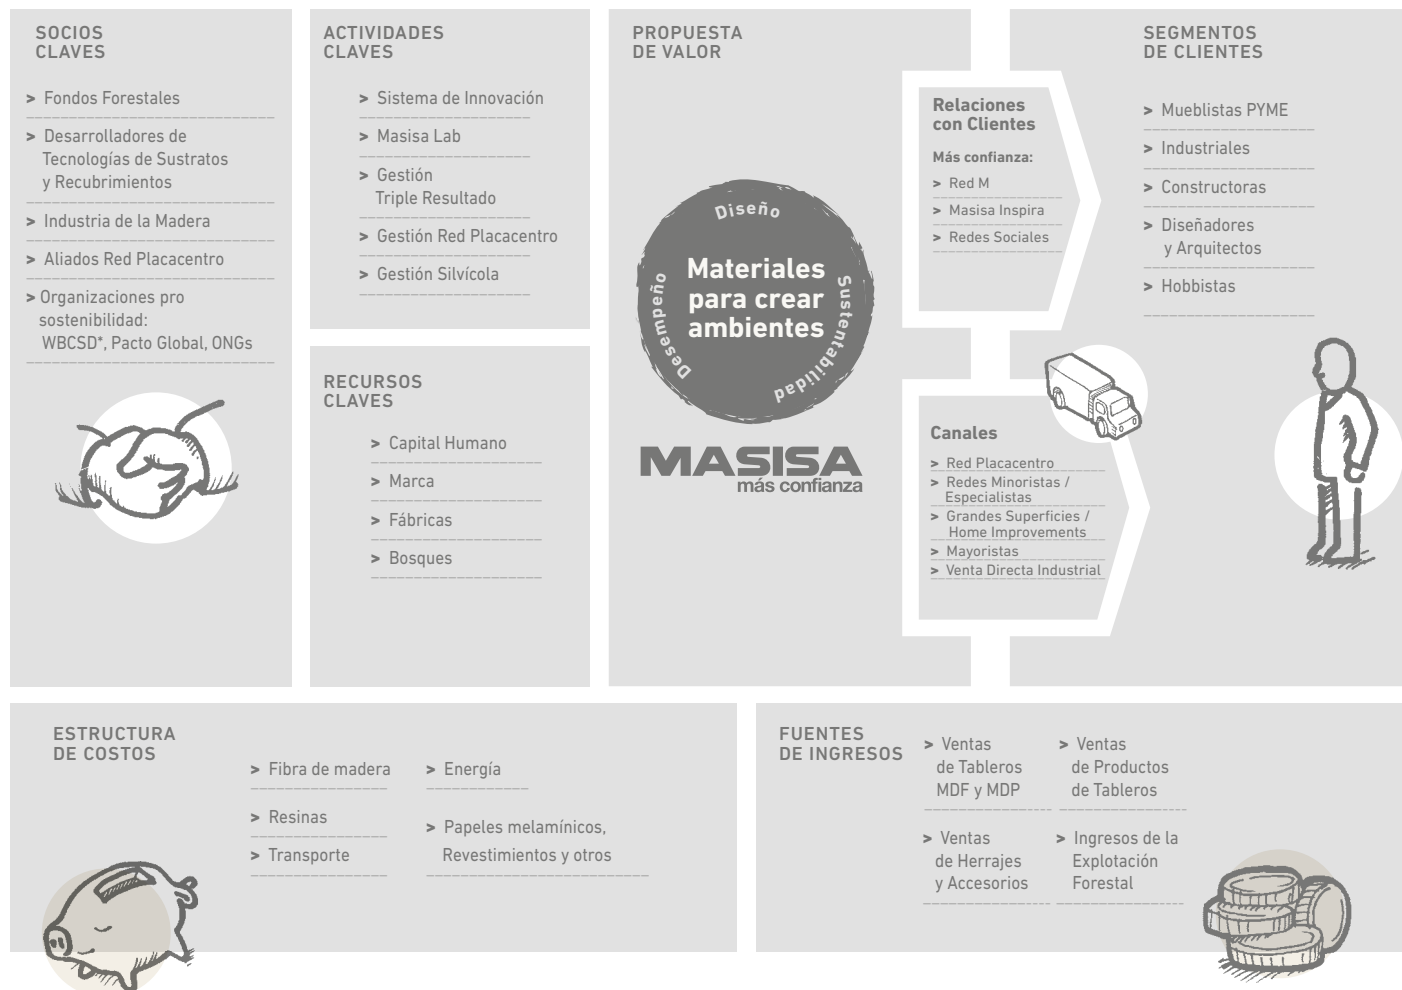 SOCIOS
CLAVES
> Fondos Forestales
> Desarrolladores de
Tecnologías de Sustratos
y Recubrimientos
> Industria de la Madera
> Aliados Red Placacentro
> Organizaciones pro
sostenibilidad:
WBCSD*, Pacto Global, ONGs
ACTIVIDADES
CLAVES
> Sistema de Innovación
> Masisa Lab
> Gestión
Triple Resultado
> Gestión Red Placacentro
> Gestión Silvícola
RECURSOS
CLAVES
> Capital Humano
> Marca
> Fábricas
> Bosques
PROPUESTA
DE VALOR
Diseño
Desempeño
Sustentabilidad
Materiales
para crear
ambientes
MASISA
más confianza
Relaciones
con Clientes
Más confianza:
> Red M
> Masisa Inspira
> Redes Sociales
Canales
> Red Placacentro
> Redes Minoristas /
Especialistas
> Grandes Superficies /
Home Improvements
> Mayoristas
> Venta Directa Industrial
SEGMENTOS
DE CLIENTES
> Mueblistas PYME
> Industriales
> Constructoras
> Diseñadores
y Arquitectos
> Hobbistas
ESTRUCTURA
DE COSTOS
> Fibra de madera
> Resinas
> Transporte
> Energía
> Papeles melamínicos,
Revestimientos y otros
FUENTES
DE INGRESOS
> Ventas
de Tableros
MDF y MDP
> Ventas
de Productos
de Tableros
> Ventas
de Herrajes
y Accesorios
> Ingresos de la
Explotación
Forestal